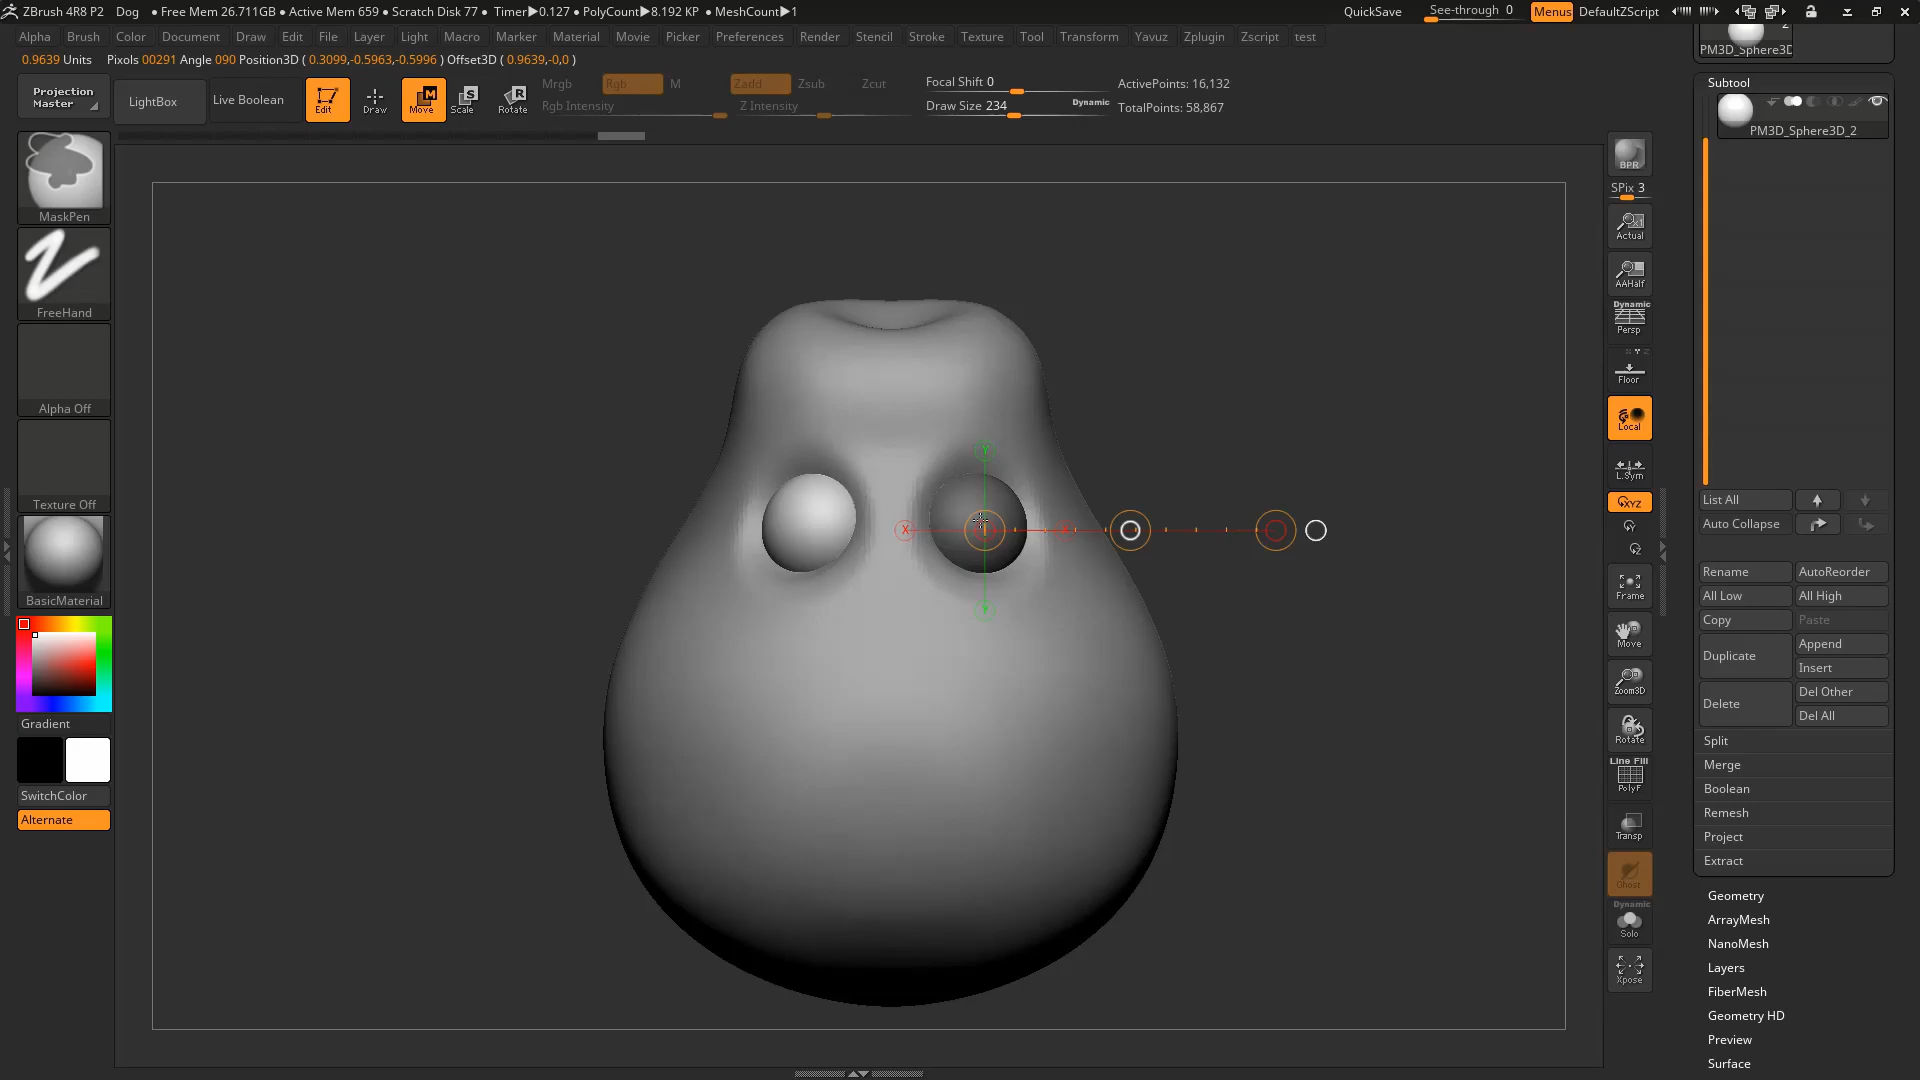 ZBrush 4R8 P2 Dog • Free Mem 26.711GB • Active Mem 659 • Scratch Disk 77 • Timer▶0.127 • PolyCount▶8.192 KP • MeshCount▶1
QuickSave See-through 0 Menus DefaultZScript
Alpha Brush Color Document Draw Edit File Layer Light Macro Marker Material Movie Picker Preferences Render Stencil Stroke Texture Tool Transform Yavuz Zplugin Zscript test
0.9639 Units Pixols 00291 Angle 090 Position3D ( 0.3099,-0.5963,-0.5996 ) Offset3D ( 0.9639,-0,0 )
Projection Master
LightBox
Live Boolean
Edit
Draw
Move
Scale
Rotate
Mrgb Rgb M
Rgb Intensity
Zadd Zsub Zcut
Z Intensity
Focal Shift 0
Draw Size 234
Dynamic
ActivePoints: 16,132
TotalPoints: 58,867
MaskPen
FreeHand
Alpha Off
Texture Off
BasicMaterial
Gradient
SwitchColor
Alternate
Y
X
BPR
SPix 3
Actual
AAHalf
Dynamic
Persp
Floor
Local
L.Sym
XYZ
Frame
Move
Zoom3D
Rotate
Line Fill
PolyF
Transp
Ghost
Dynamic
Solo
Xpose
2
PM3D_Sphere3D
Subtool
PM3D_Sphere3D_2
List All
Auto Collapse
Rename AutoReorder
All Low All High
Copy Paste
Duplicate
Append
Insert
Delete
Del Other
Del All
Split
Merge
Boolean
Remesh
Project
Extract
Geometry
ArrayMesh
NanoMesh
Layers
FiberMesh
Geometry HD
Preview
Surface